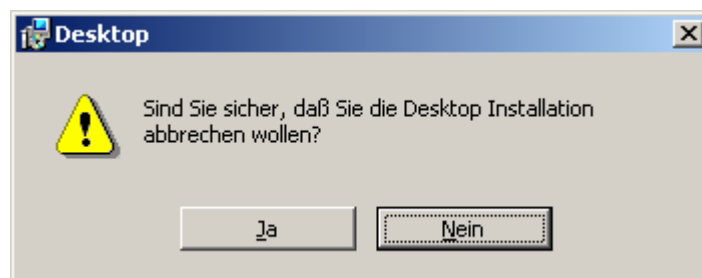 Desktop
Sind Sie sicher, daß Sie die Desktop Installation
abbrechen wollen?
Ja
Nein